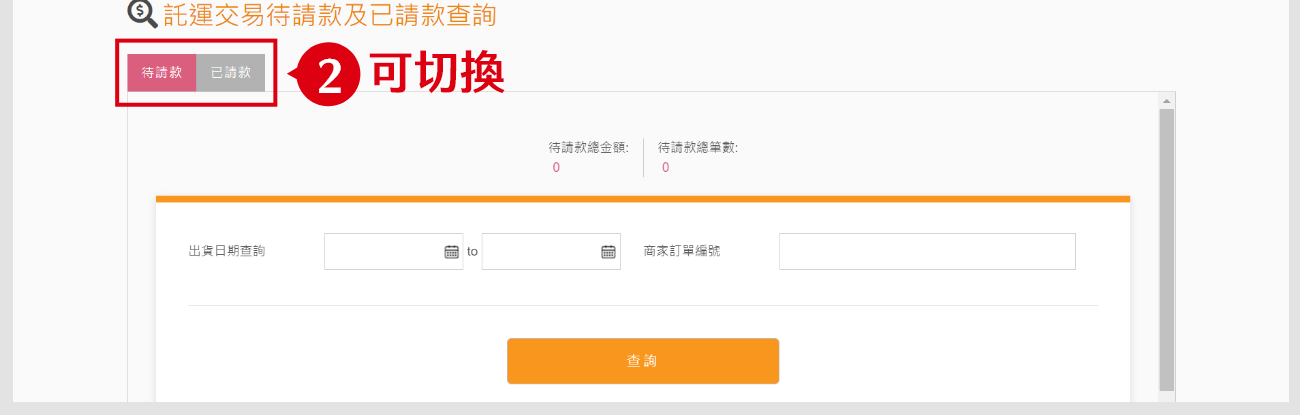 託運交易待請款及已請款查詢
待請款 已請款 2 可切換
待請款總金額: 待請款總筆數:
0 0
出貨日期查詢 to 商家訂單編號
查詢